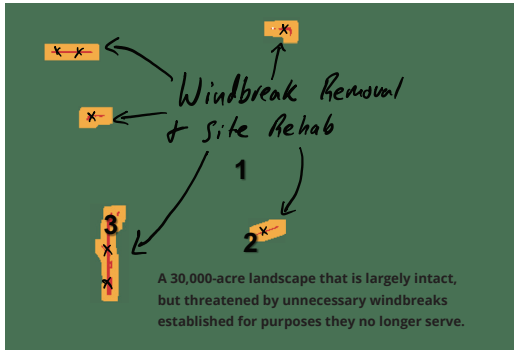 Windbreak Removal
& Site Rehab
1
3
2
A 30,000-acre landscape that is largely intact,
but threatened by unnecessary windbreaks
established for purposes they no longer serve.